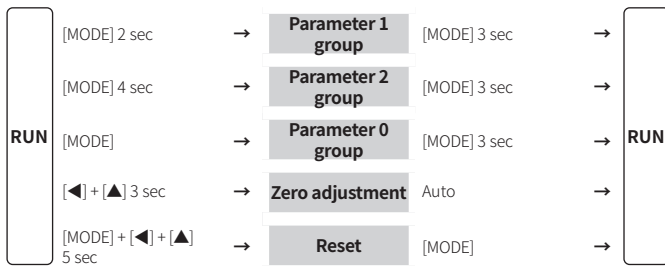 RUN
[MODE] 2 sec → Parameter 1 group [MODE] 3 sec →
[MODE] 4 sec → Parameter 2 group [MODE] 3 sec →
[MODE] → Parameter 0 group [MODE] 3 sec →
[◀] + [▲] 3 sec → Zero adjustment Auto →
[MODE] + [◀] + [▲]
5 sec → Reset [MODE] →
RUN